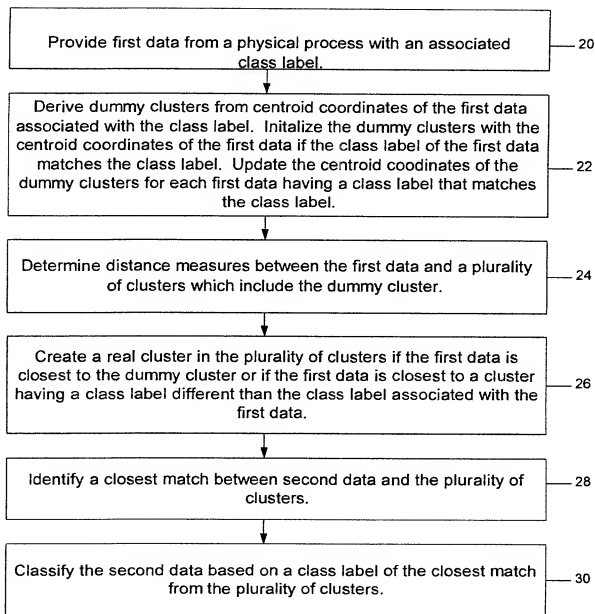 Provide first data from a physical process with an associated
class label.
20
Derive dummy clusters from centroid coordinates of the first data
associated with the class label. Initalize the dummy clusters with the
centroid coordinates of the first data if the class label of the first data
matches the class label. Update the centroid coodinates of the
dummy clusters for each first data having a class label that matches
the class label.
22
Determine distance measures between the first data and a plurality
of clusters which include the dummy cluster.
24
Create a real cluster in the plurality of clusters if the first data is
closest to the dummy cluster or if the first data is closest to a cluster
having a class label different than the class label associated with the
first data.
26
Identify a closest match between second data and the plurality of
clusters.
28
Classify the second data based on a class label of the closest match
from the plurality of clusters.
30